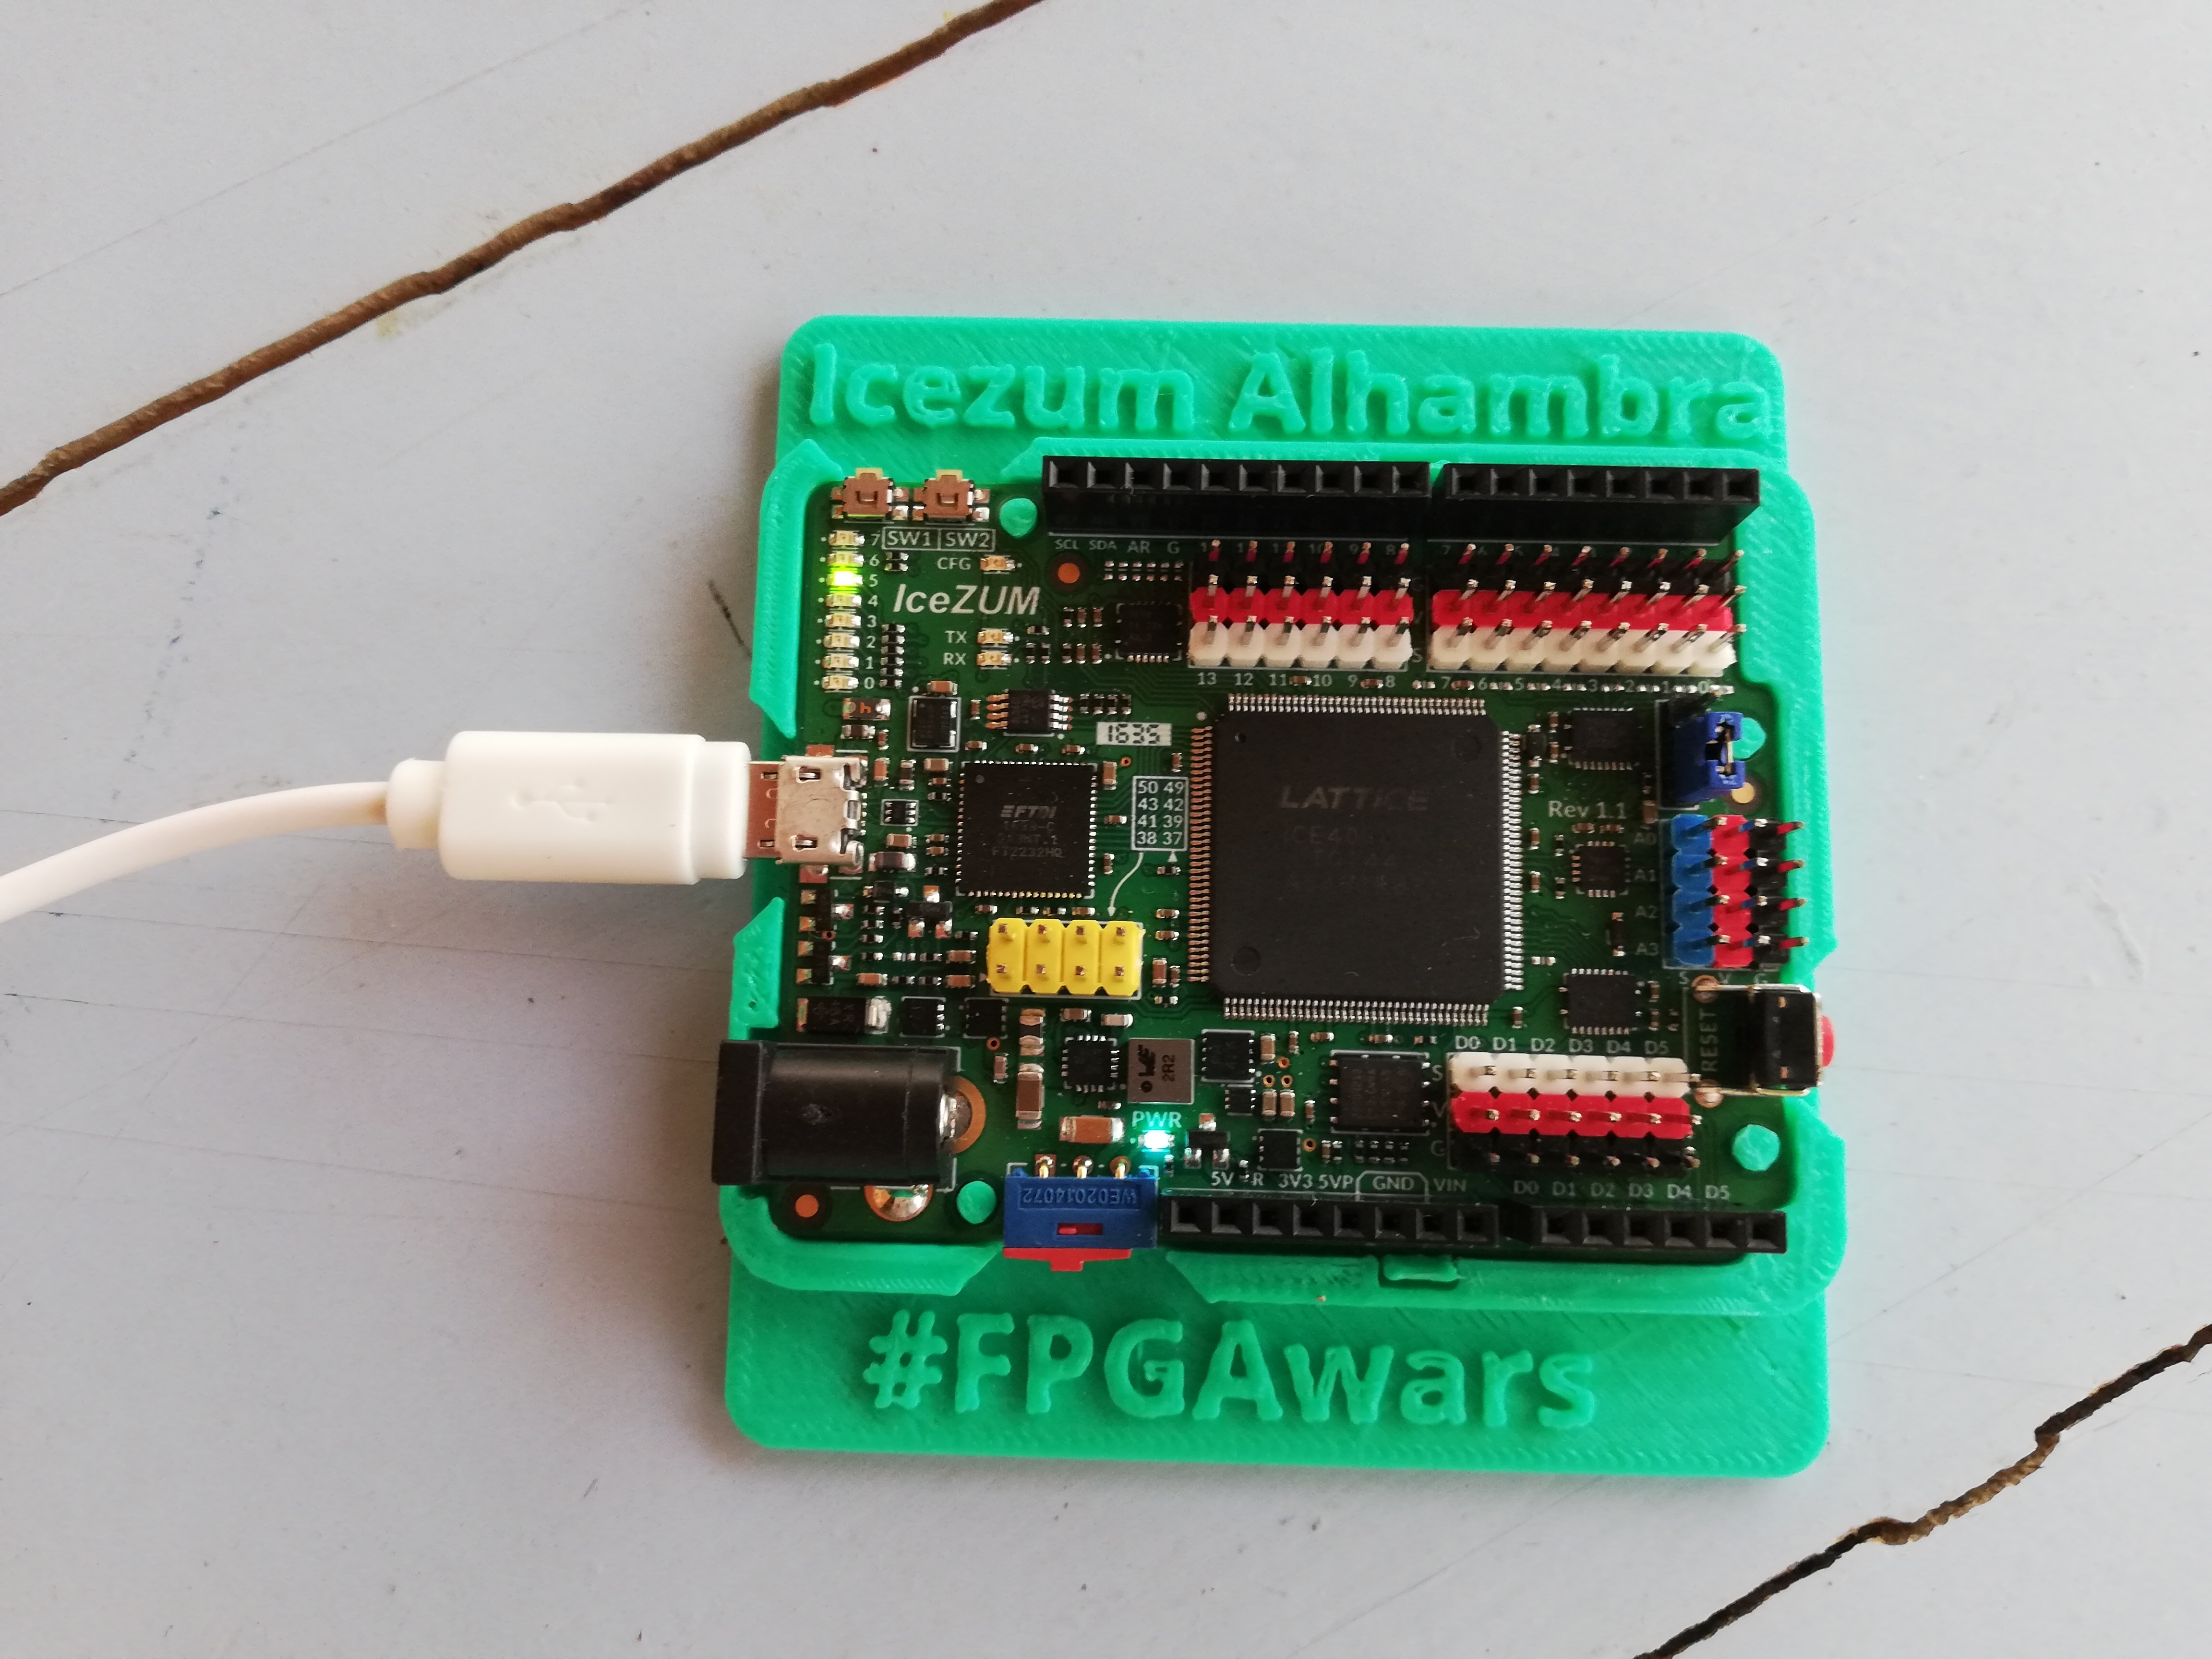 Icezum Alhambra
SW1 SW2
7
6
5
4
3
2
1
0
CFG
IceZUM
TX
RX
SCL SDA AR G
13 12 11 10 9 8 7 6 5 4 3 2 1 0
1635
50 49
43 42
41 39
38 37
FTDI
FT2232HQ
LATTICE
Rev 1.1
A0
A1
A2
A3
RESET
D0 D1 D2 D3 D4 D5
S
V
G
2R2
PWR
WE02014072
5V R 3V3 5VP GND VIN
D0 D1 D2 D3 D4 D5
#FPGAwars